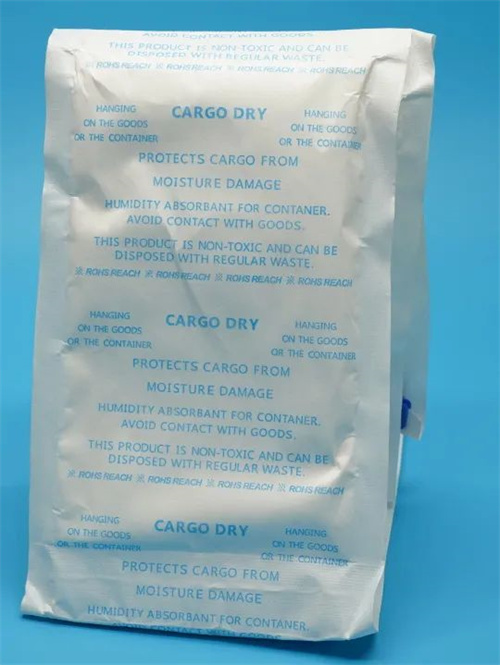 AVOID CONTACT WITH GOODS.
THIS PRODUCT IS NON-TOXIC AND CAN BE
DISPOSED WITH REGULAR WASTE.
※ ROHS REACH ※ ROHS REACH ※ ROHS REACH ※ ROHS REACH
HANGING
ON THE GOODS
OR THE CONTAINER
CARGO DRY
HANGING
ON THE GOODS
OR THE CONTAINER
PROTECTS CARGO FROM
MOISTURE DAMAGE
HUMIDITY ABSORBANT FOR CONTANER.
AVOID CONTACT WITH GOODS.
THIS PRODUCT IS NON-TOXIC AND CAN BE
DISPOSED WITH REGULAR WASTE.
※ ROHS REACH ※ ROHS REACH ※ ROHS REACH ※ ROHS REACH
HANGING
ON THE GOODS
OR THE CONTAINER
CARGO DRY
HANGING
ON THE GOODS
OR THE CONTAINER
PROTECTS CARGO FROM
MOISTURE DAMAGE
HUMIDITY ABSORBANT FOR CONTANER.
AVOID CONTACT WITH GOODS.
THIS PRODUCT IS NON-TOXIC AND CAN BE
DISPOSED WITH REGULAR WASTE.
※ ROHS REACH ※ ROHS REACH ※ ROHS REACH ※ ROHS REACH
HANGING
ON THE GOODS
OR THE CONTAINER
CARGO DRY
HANGING
ON THE GOODS
OR THE CONTAINER
PROTECTS CARGO FROM
MOISTURE DAMAGE
HUMIDITY ABSORBANT FOR CONTANER.
AVOID CONTACT WITH GOODS.